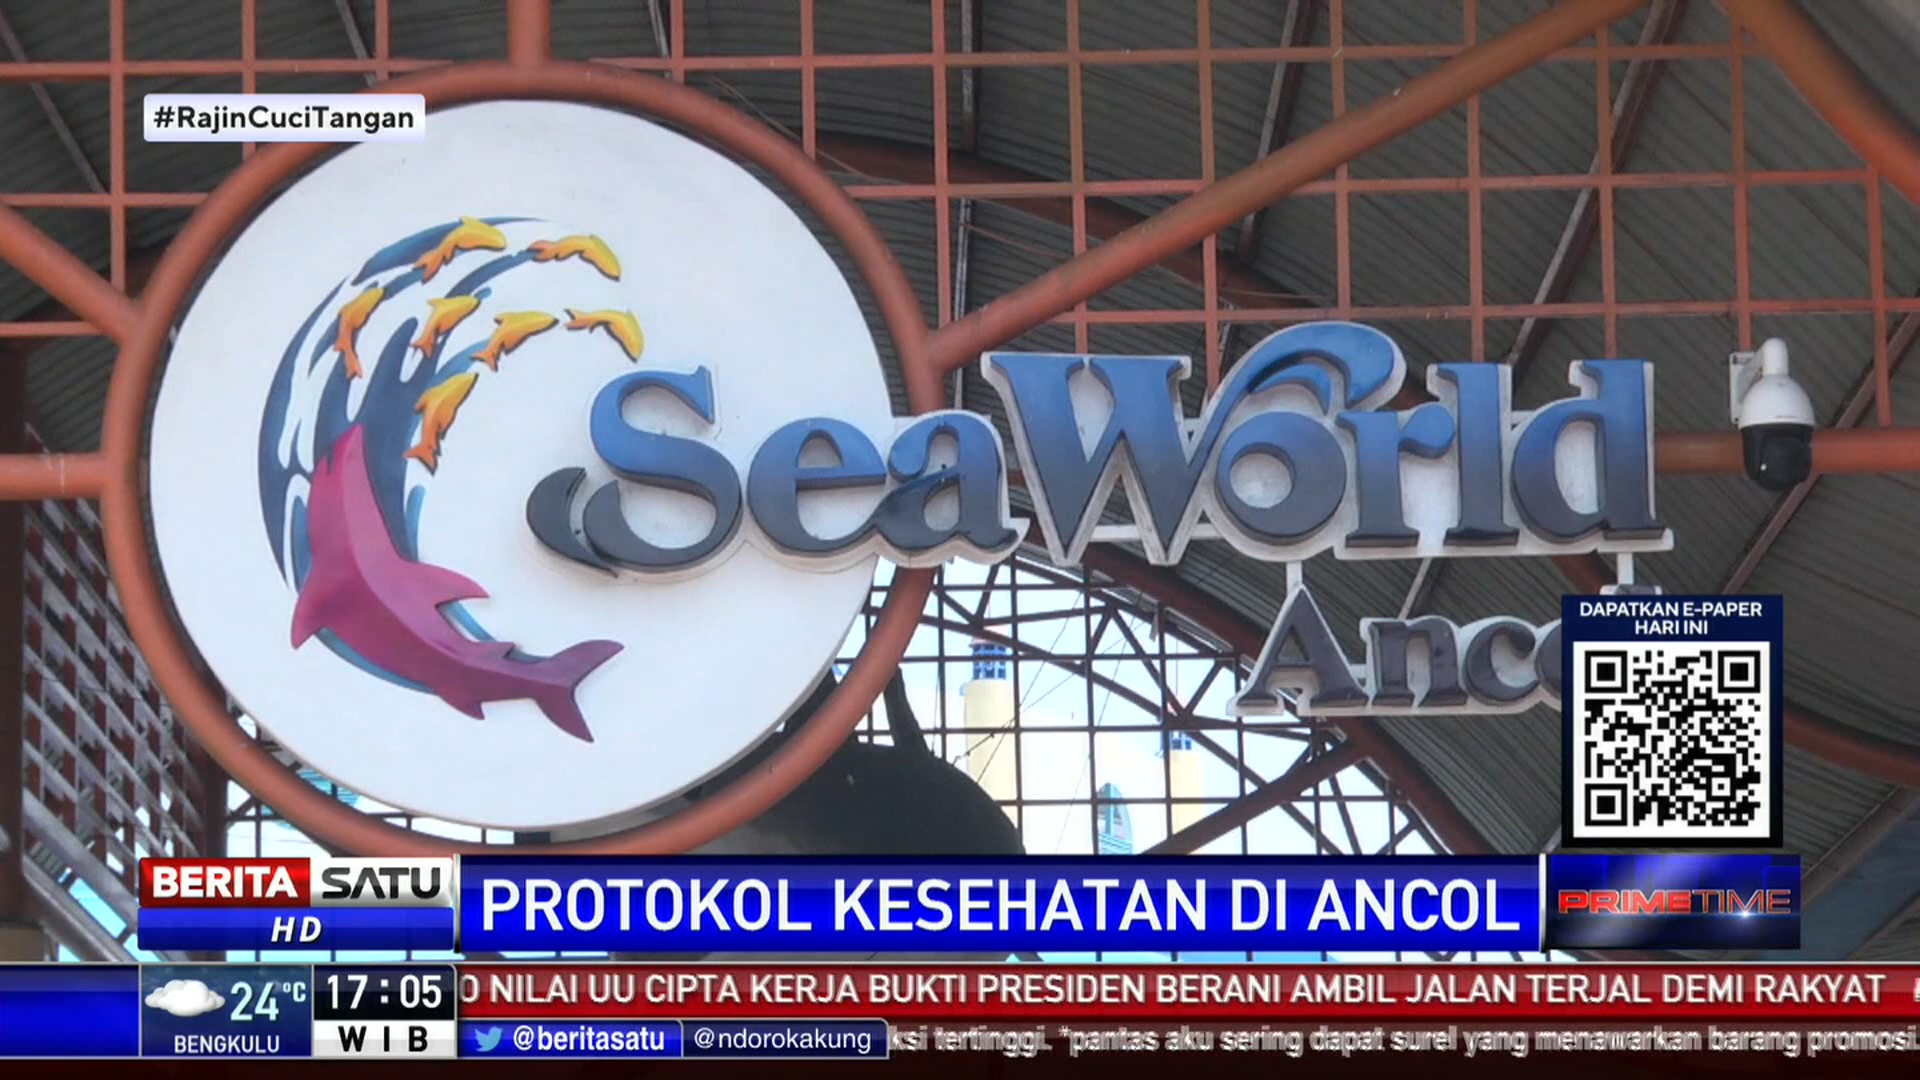 #RajinCuciTangan
SeaWorld
Anco
DAPATKAN E-PAPER
HARI INI
BERITA SATU
HD
PROTOKOL KESEHATAN DI ANCOL
PRIMETIME
24°C
BENGKULU
17:05
WIB
O NILAI UU CIPTA KERJA BUKTI PRESIDEN BERANI AMBIL JALAN TERJAL DEMI RAKYAT
@beritasatu
@ndorokakung
ksi tertinggi. *pantas aku sering dapat surel yang menawarkan barang promosi.